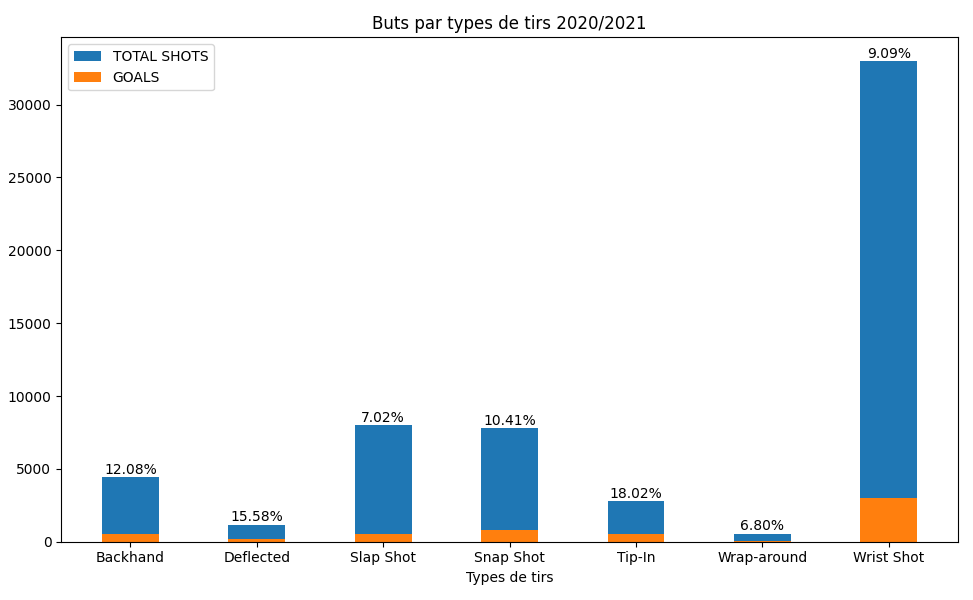 Buts par types de tirs 2020/2021
TOTAL SHOTS
GOALS
9.09%
30000
25000
20000
15000
10000
5000
0
12.08%
15.58%
7.02%
10.41%
18.02%
6.80%
Backhand
Deflected
Slap Shot
Snap Shot
Tip-In
Wrap-around
Wrist Shot
Types de tirs